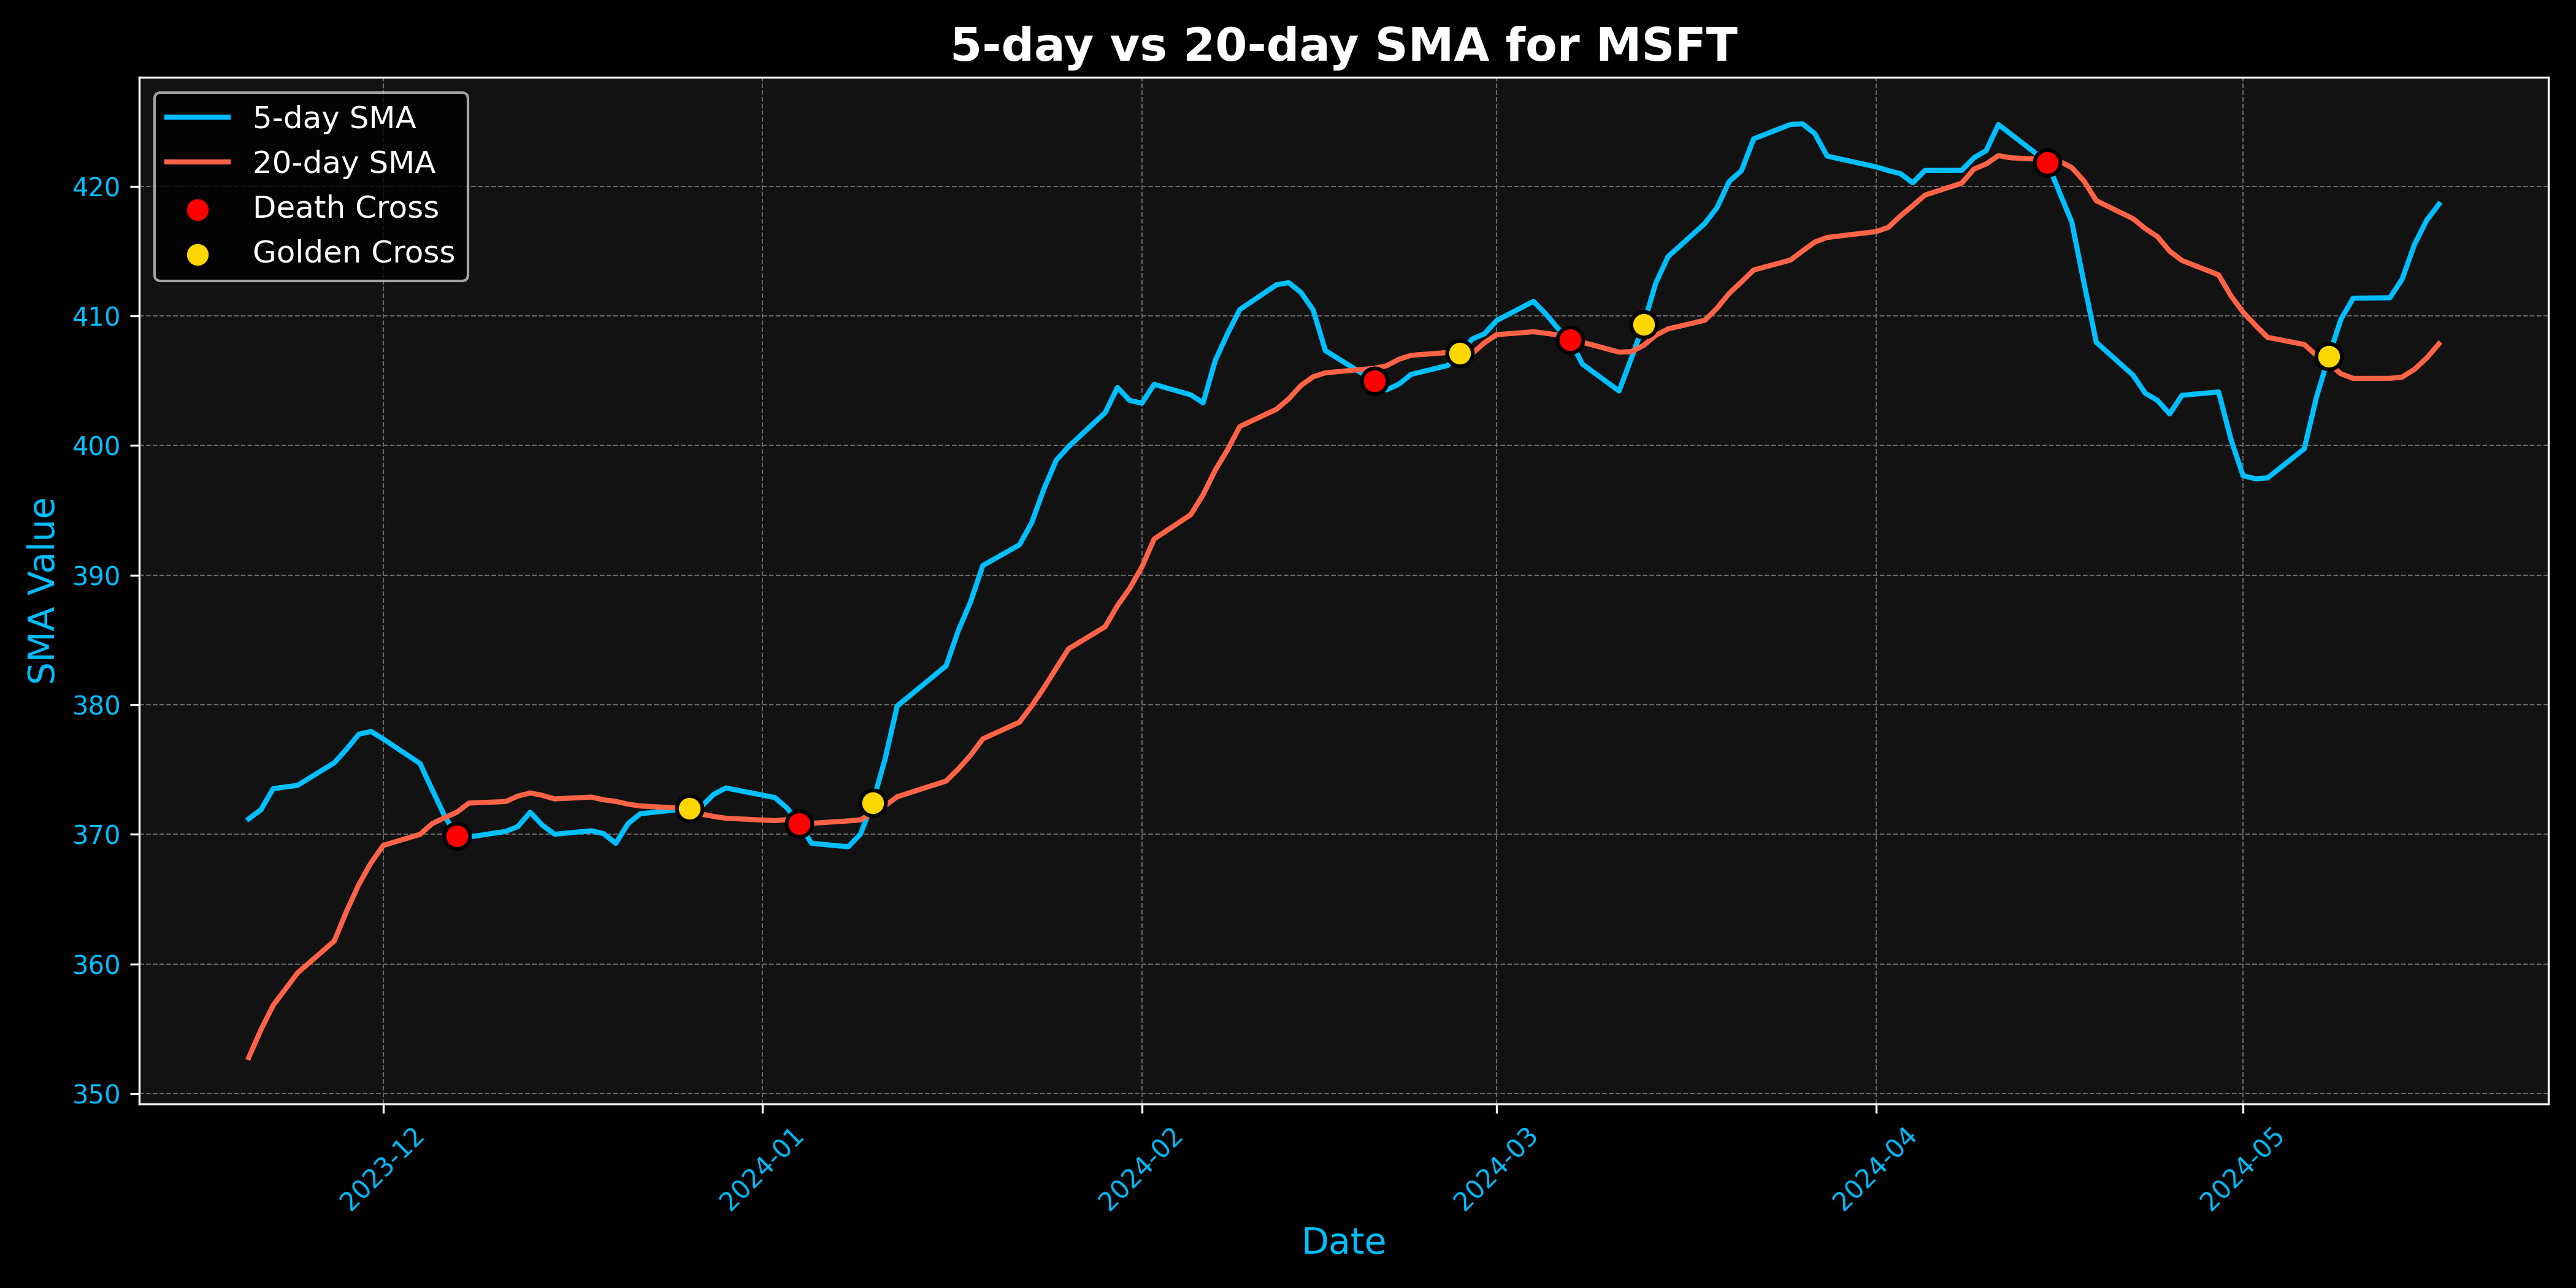 5-day vs 20-day SMA for MSFT
5-day SMA
20-day SMA
Death Cross
Golden Cross
SMA Value
420
410
400
390
380
370
360
350
2023-12
2024-01
2024-02
2024-03
2024-04
2024-05
Date